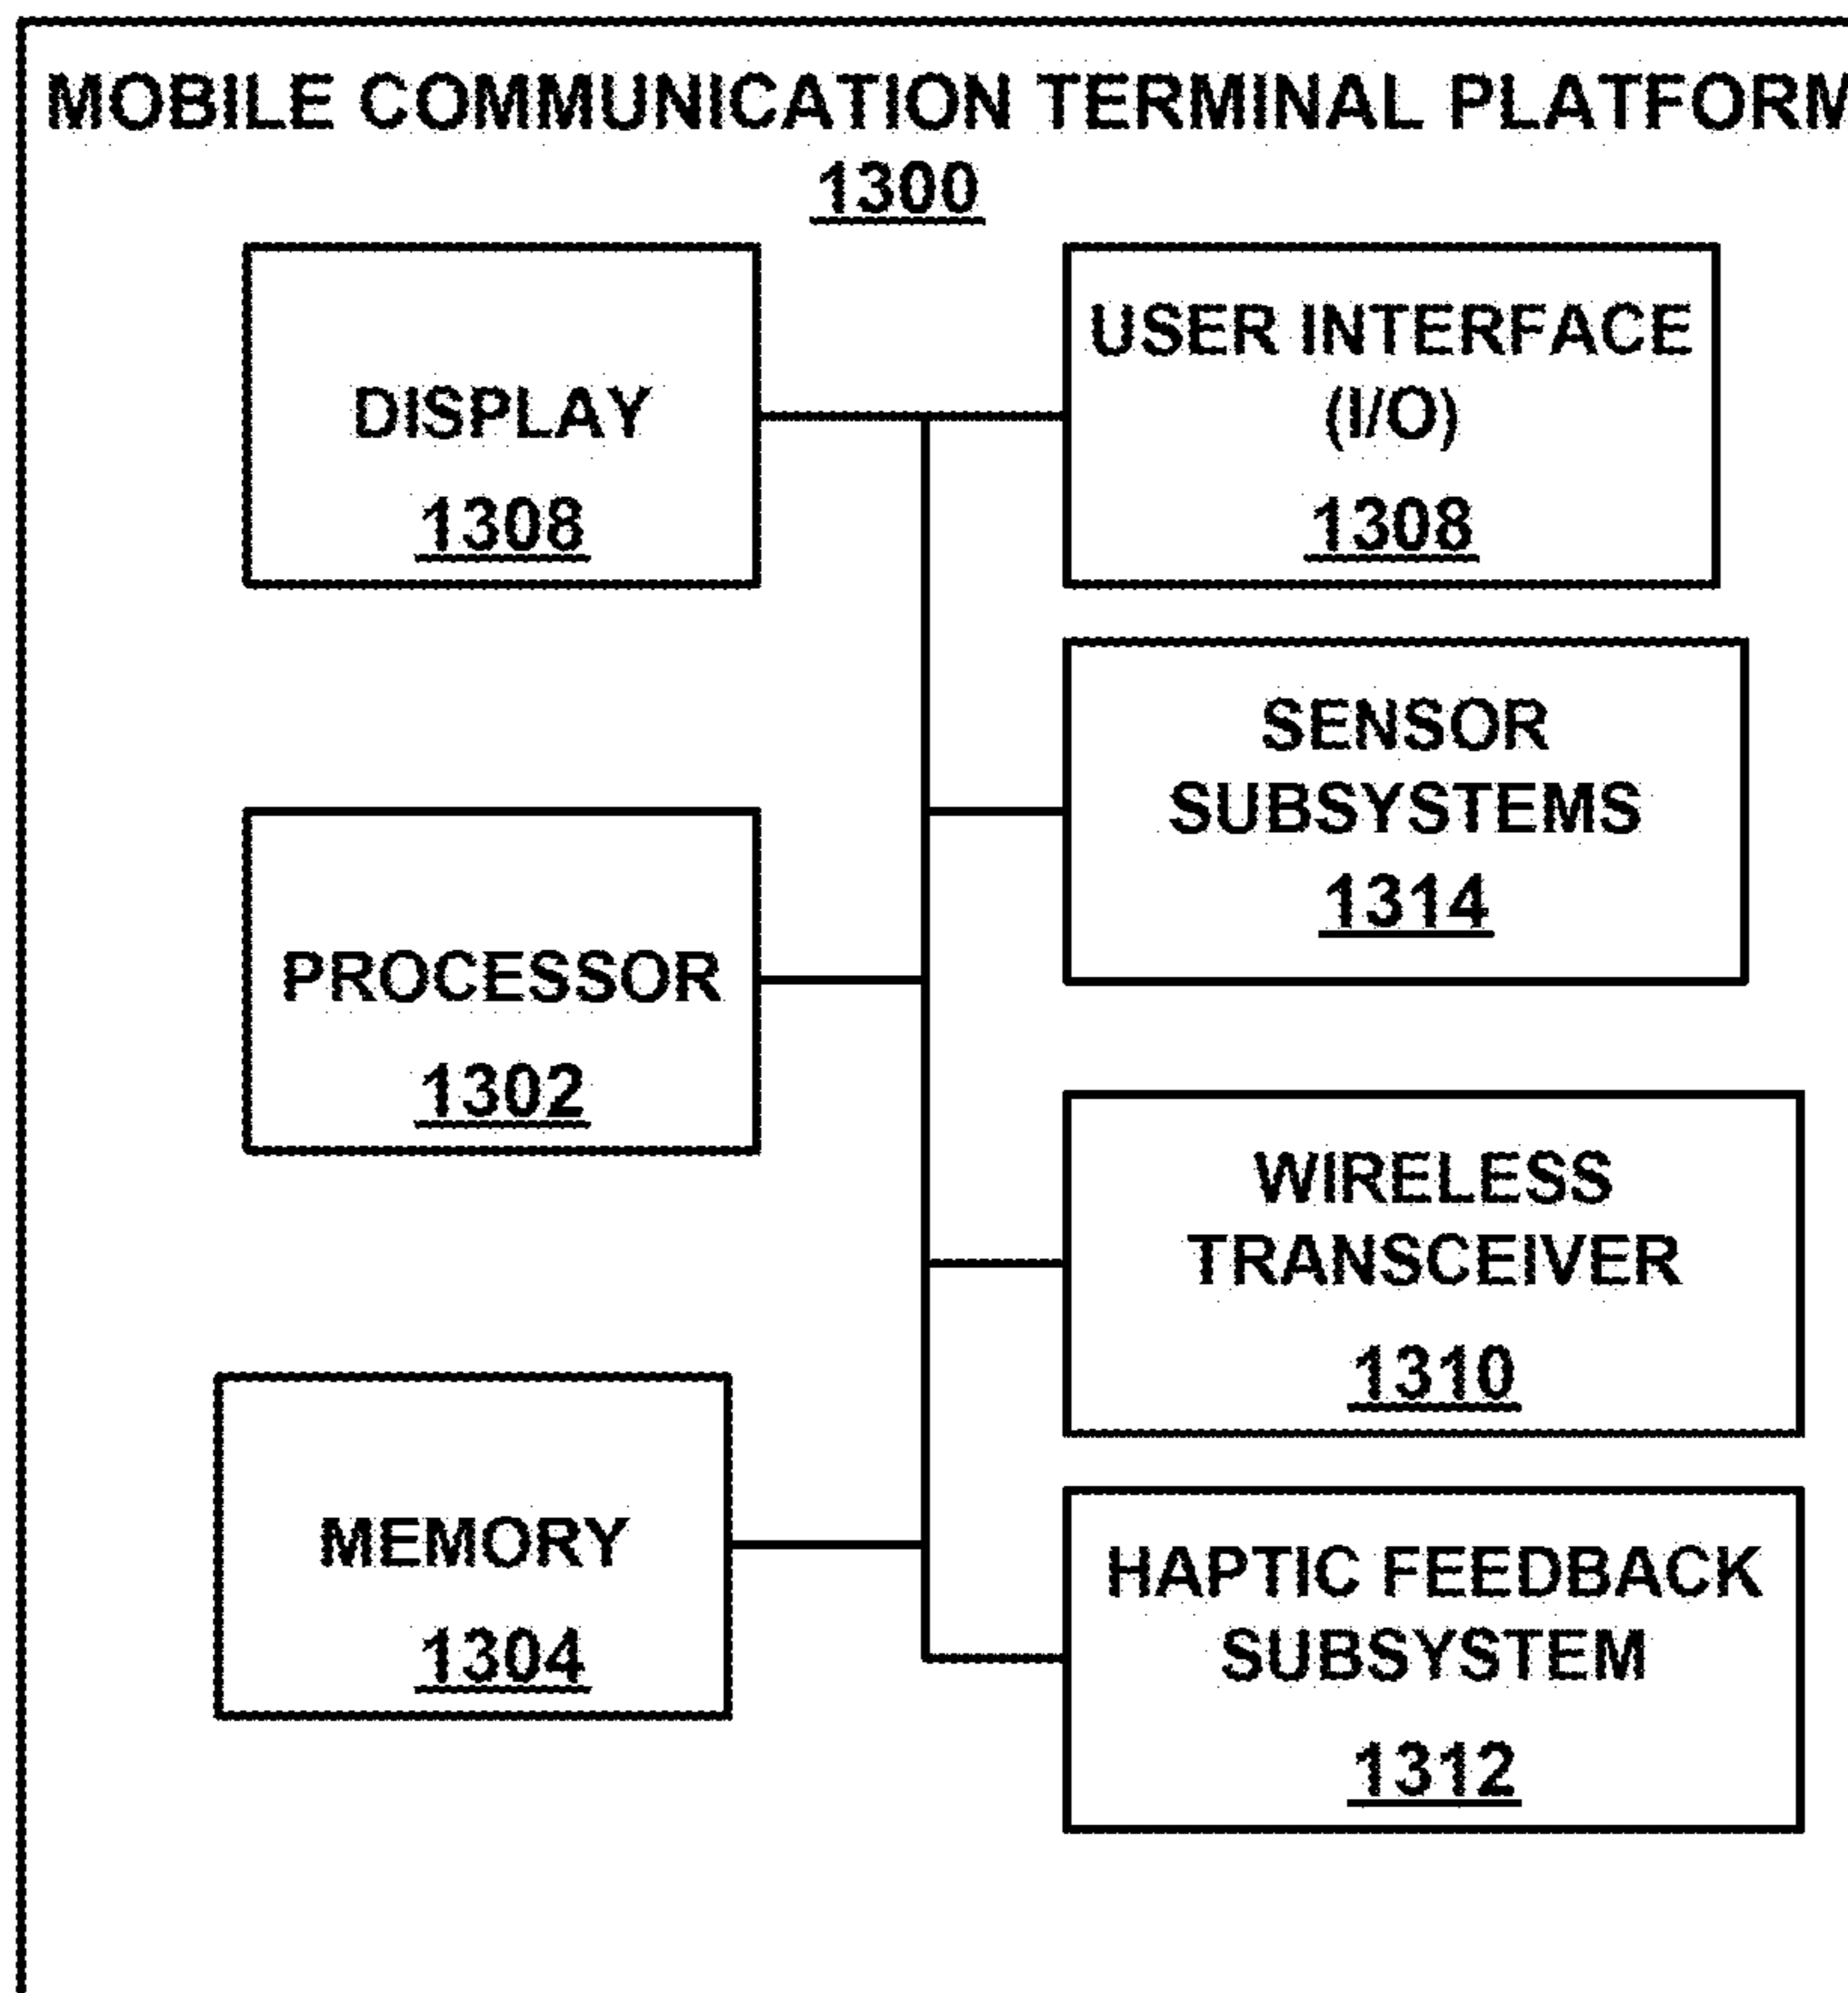 MOBILE COMMUNICATION TERMINAL PLATFORM
1300
DISPLAY
1308
USER INTERFACE
(I/O)
1308
SENSOR
SUBSYSTEMS
1314
PROCESSOR
1302
WIRELESS
TRANSCEIVER
1310
MEMORY
1304
HAPTIC FEEDBACK
SUBSYSTEM
1312